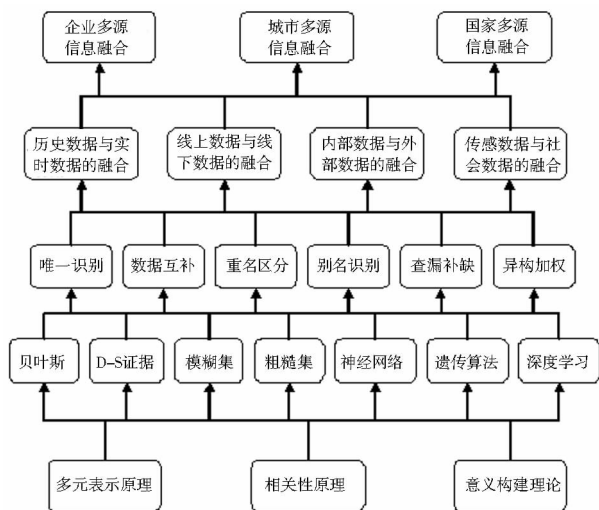 企业多源
信息融合
城市多源
信息融合
国家多源
信息融合
历史数据与实
时数据的融合
线上数据与线
下数据的融合
内部数据与外
部数据的融合
传感数据与社
会数据的融合
唯一识别
数据互补
重名区分
别名识别
查漏补缺
异构加权
贝叶斯
D-S证据
模糊集
粗糙集
神经网络
遗传算法
深度学习
多元表示原理
相关性原理
意义构建理论